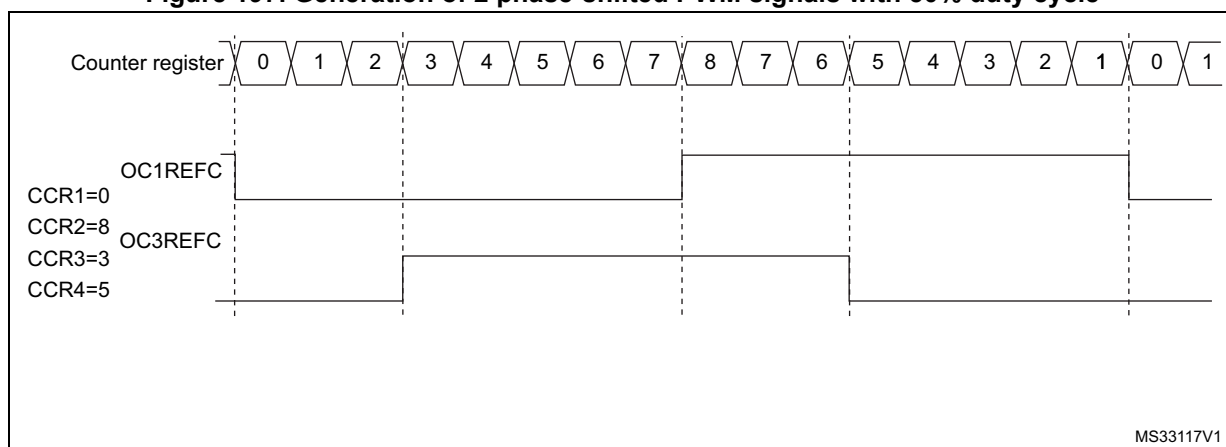 Figure 197. Generation of 2 phase-shifted PWM signals with 50% duty cycle
Counter register 0 1 2 3 4 5 6 7 8 7 6 5 4 3 2 1 0 1
OC1REFC
CCR1=0
CCR2=8
OC3REFC
CCR3=3
CCR4=5
MS33117V1